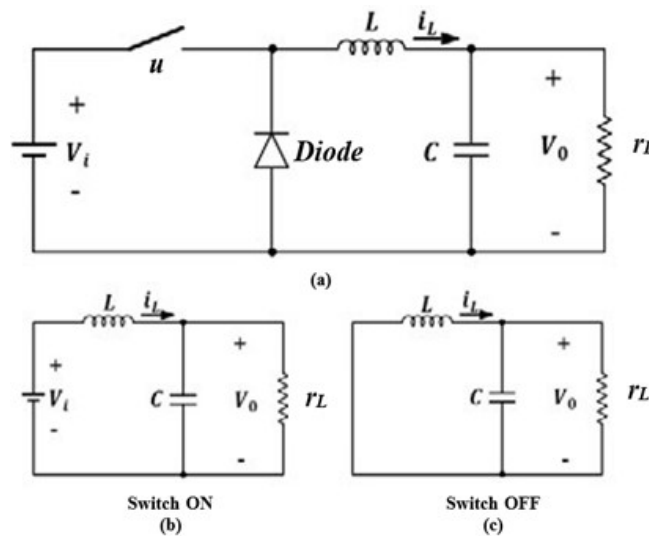 L
i_L
u
+
V_i
-
Diode
C
+
V_0
-
r_L
(a)
L
i_L
+
V_i
-
C
+
V_0
-
r_L
L
i_L
C
+
V_0
-
r_L
Switch ON
(b)
Switch OFF
(c)